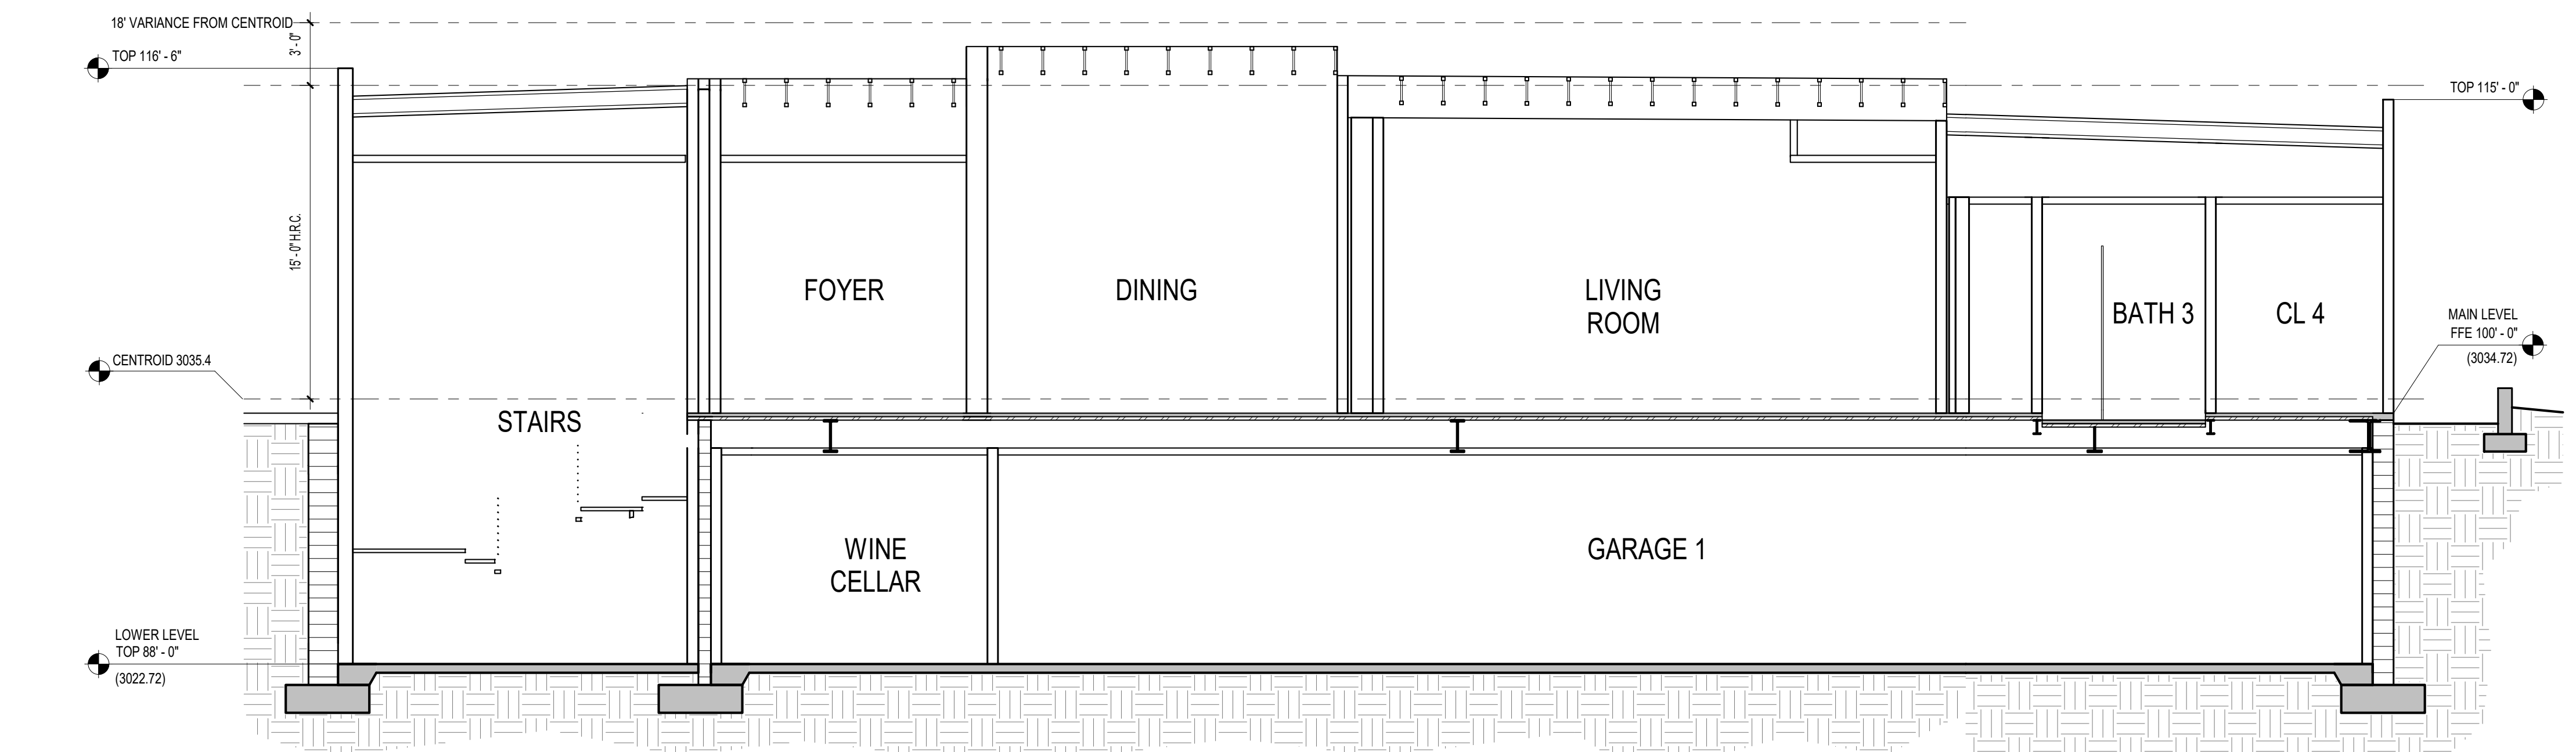 18' VARIANCE FROM CENTROID
3' - 0"
TOP 116' - 6"
TOP 115' - 0"
15' - 0" H.R.C.
FOYER
DINING
LIVING
ROOM
BATH 3
CL 4
MAIN LEVEL
FFE 100' - 0"
(3034.72)
CENTROID 3035.4
STAIRS
WINE
CELLAR
GARAGE 1
LOWER LEVEL
TOP 88' - 0"
(3022.72)